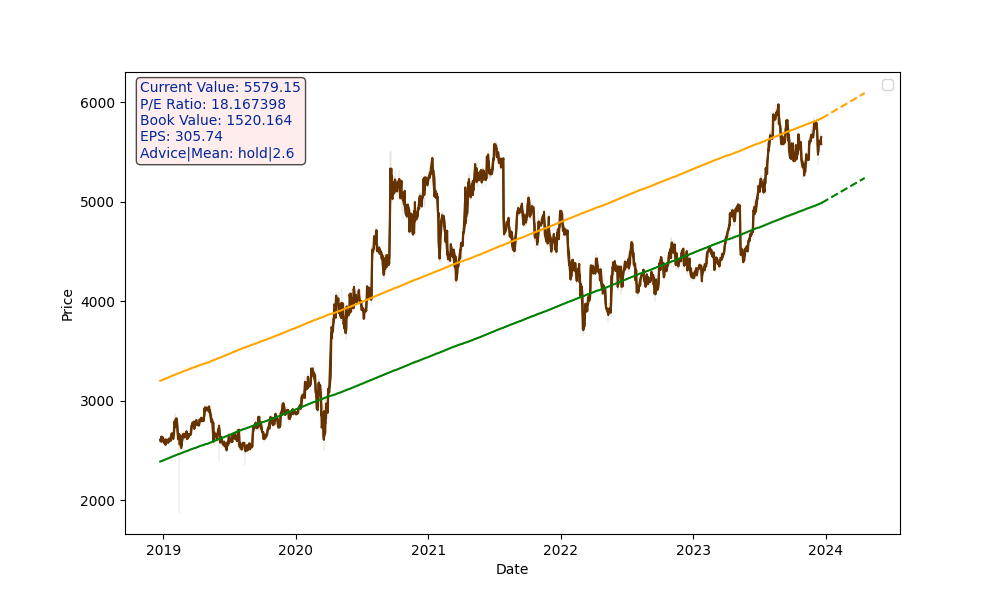 Current Value: 5579.15
P/E Ratio: 18.167398
Book Value: 1520.164
EPS: 305.74
Advice|Mean: hold|2.6
6000
5000
4000
3000
2000
Price
2019 2020 2021 2022 2023 2024
Date